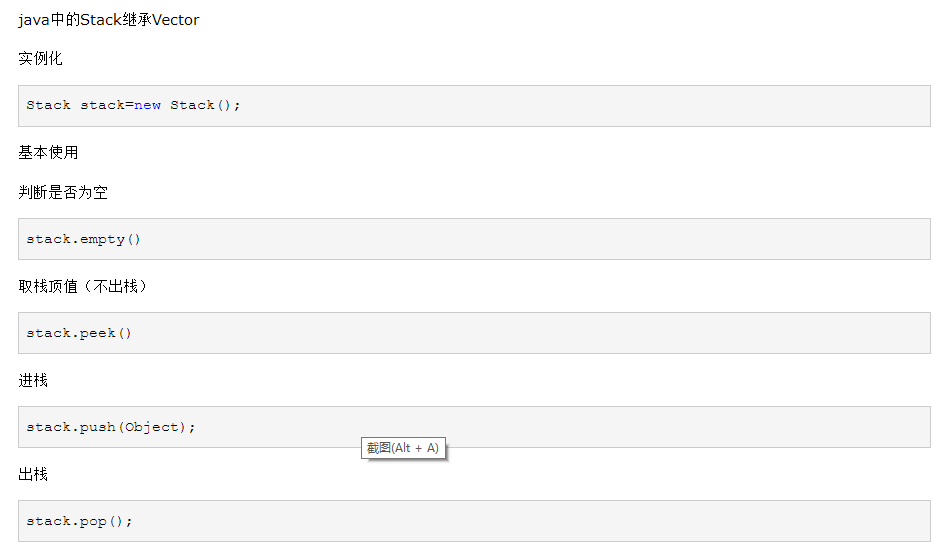 java中的Stack继承Vector
实例化
Stack stack=new Stack();
基本使用
判断是否为空
stack.empty()
取栈顶值（不出栈）
stack.peek()
进栈
stack.push(Object);
截图(Alt + A)
出栈
stack.pop();